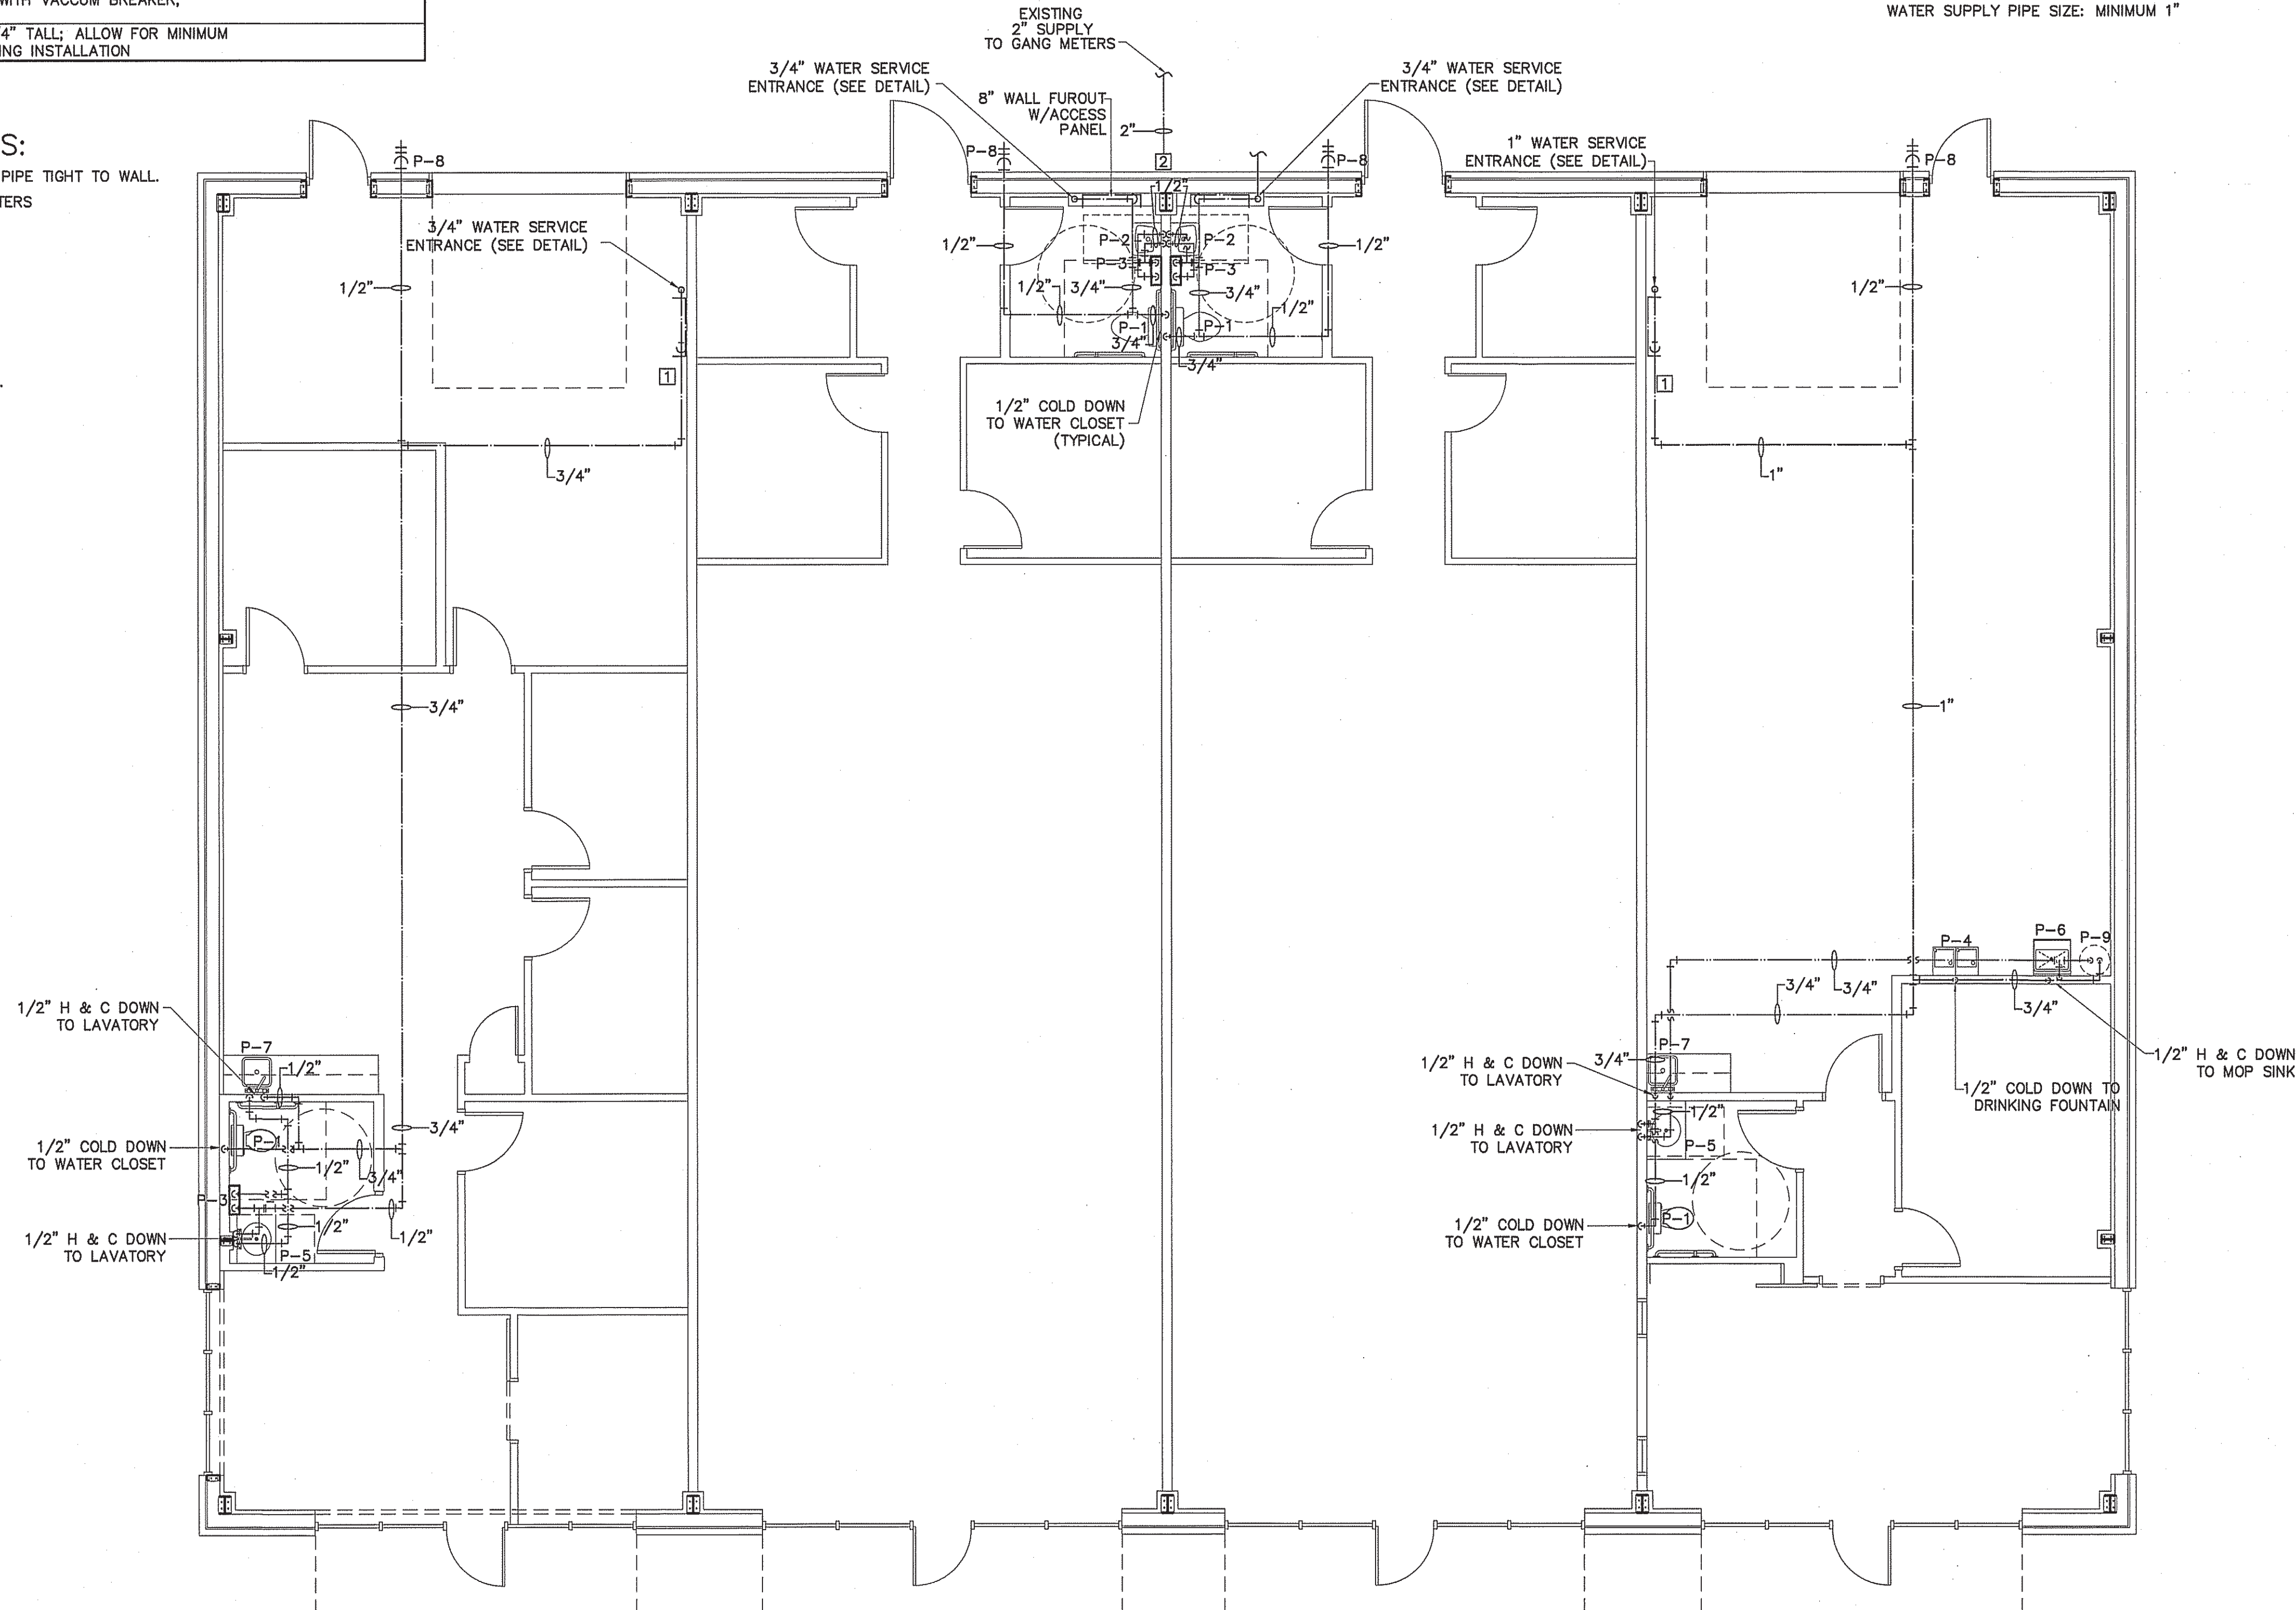 WITH VACCUM BREAKER,
/4" TALL; ALLOW FOR MINIMUM
ING INSTALLATION
WATER SUPPLY PIPE SIZE: MINIMUM 1"
S:
PIPE TIGHT TO WALL.
TERS
EXISTING
2" SUPPLY
TO GANG METERS
3/4" WATER SERVICE
ENTRANCE (SEE DETAIL)
8" WALL FUROUT
W/ACCESS
PANEL
2"
2
3/4" WATER SERVICE
ENTRANCE (SEE DETAIL)
1" WATER SERVICE
ENTRANCE (SEE DETAIL)
P-8
P-8
P-8
P-8
3/4" WATER SERVICE
ENTRANCE (SEE DETAIL)
1/2"
1/2"
1/2"
P-2
P-2
P-3
P-3
1/2"
1/2"
1/2"
3/4"
3/4"
1/2"
P-1
P-1
3/4"
3/4"
1
1
1/2" COLD DOWN
TO WATER CLOSET
(TYPICAL)
3/4"
1"
3/4"
1"
P-4
P-6
P-9
3/4"
3/4"
3/4"
1/2" H & C DOWN
TO LAVATORY
P-7
1/2"
1/2" COLD DOWN
TO WATER CLOSET
P-1
3/4"
1/2"
3/4"
P-3
1/2"
1/2"
1/2" H & C DOWN
TO LAVATORY
P-5
1/2"
1/2" H & C DOWN
TO LAVATORY
3/4"
P-7
1/2" H & C DOWN
TO MOP SINK
1/2" COLD DOWN TO
DRINKING FOUNTAIN
1/2"
1/2" H & C DOWN
TO LAVATORY
P-5
1/2"
1/2" COLD DOWN
TO WATER CLOSET
P-1